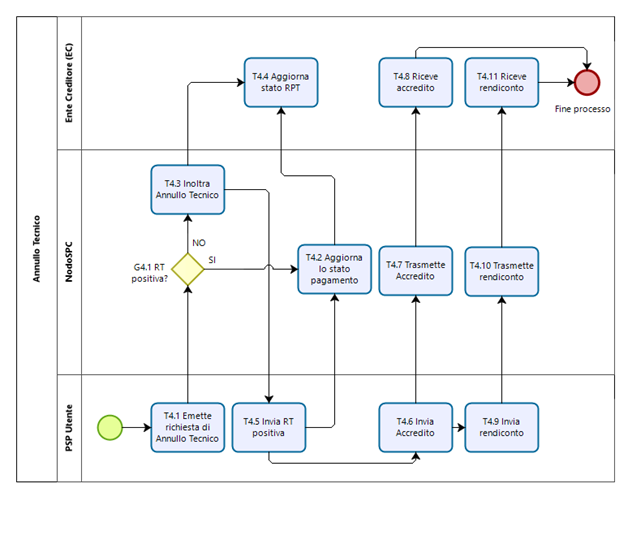 Annullo Tecnico
Ente Creditore (EC)
T4.4 Aggiorna
stato RPT
T4.8 Riceve
accredito
T4.11 Riceve
rendiconto
Fine processo
NodoSPC
T4.3 Inoltra
Annullo Tecnico
NO
G4.1 RT
positiva?
SI
T4.2 Aggiorna
lo stato
pagamento
T4.7 Trasmette
Accredito
T4.10 Trasmette
rendiconto
PSP Utente
T4.1 Emette
richiesta di
Annullo Tecnico
T4.5 Invia RT
positiva
T4.6 Invia
Accredito
T4.9 Invia
rendiconto